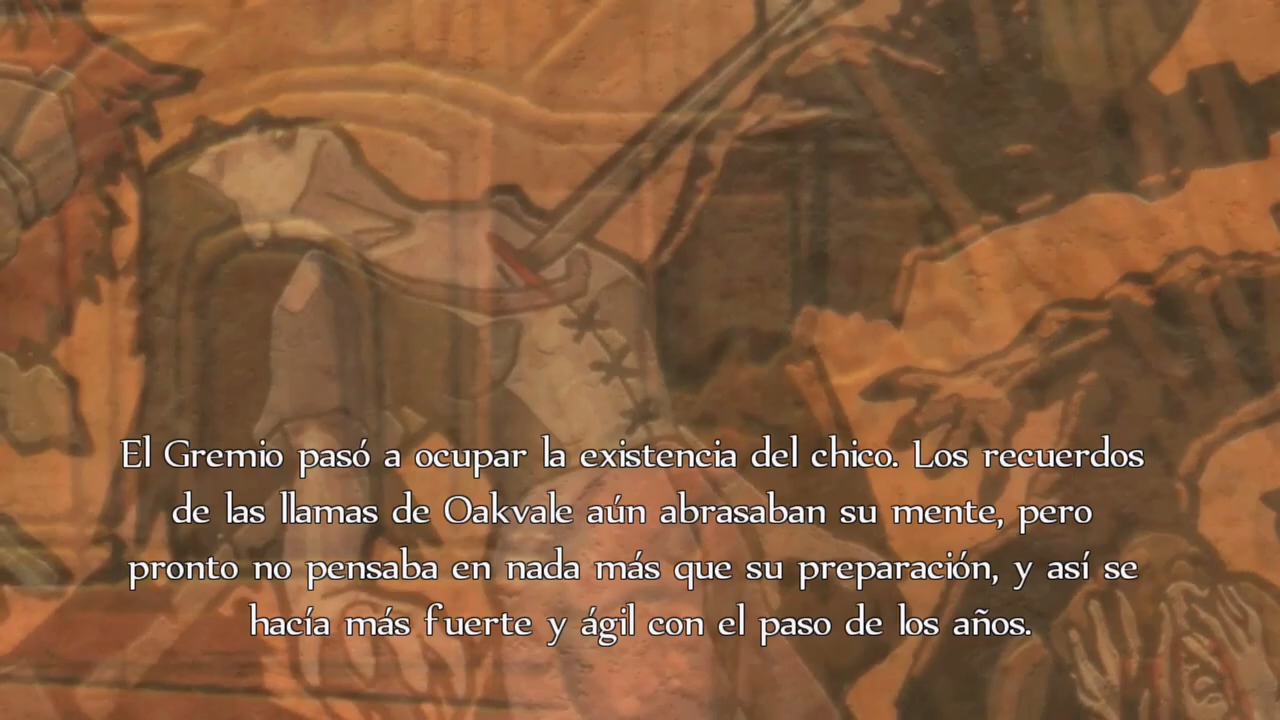 El Gremio pasó a ocupar la existencia del chico. Los recuerdos
de las llamas de Oakvale aún abrasaban su mente, pero
pronto no pensaba en nada más que su preparación, y así se
hacía más fuerte y ágil con el paso de los años.